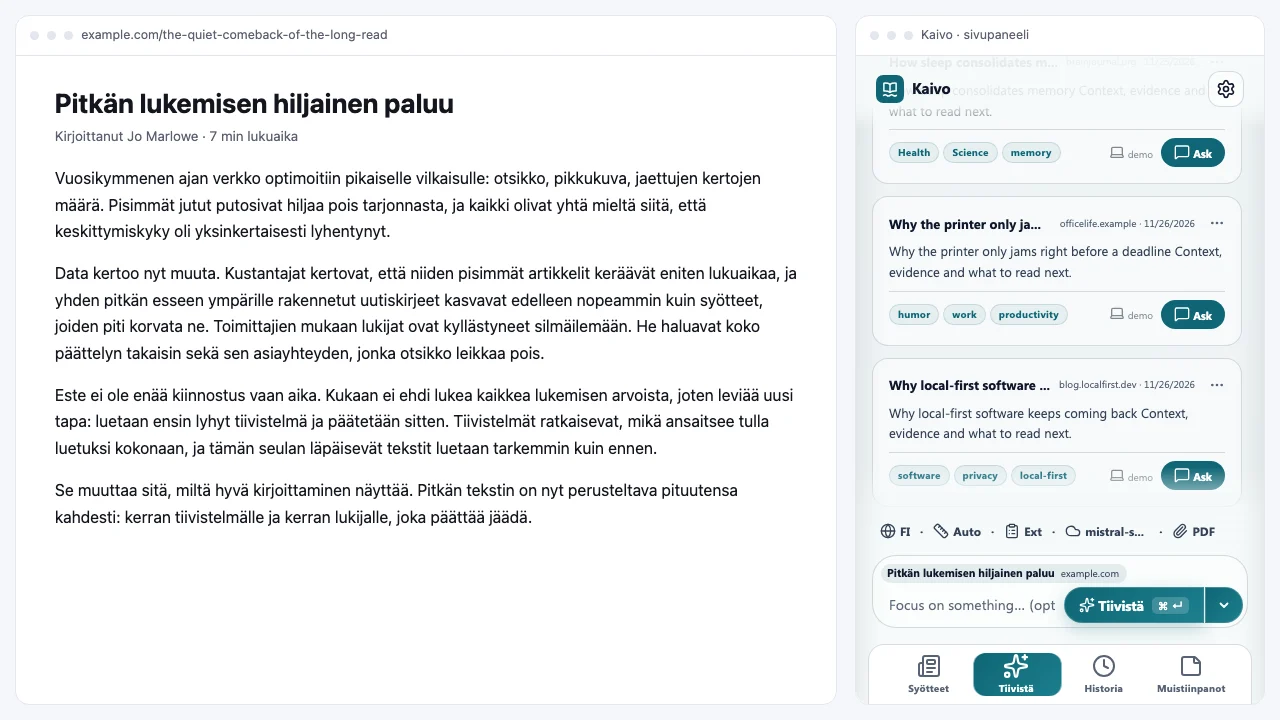 example.com/the-quiet-comeback-of-the-long-read
Pitkän lukemisen hiljainen paluu
Kirjoittanut Jo Marlowe · 7 min lukuaika
Vuosikymmenen ajan verkko optimoitiin pikaiselle vilkaisulle: otsikko, pikkukuva, jaettujen kertojen
määrä. Pisimmät jutut putosivat hiljaa pois tarjonnasta, ja kaikki olivat yhtä mieltä siitä, että
keskittymiskyky oli yksinkertaisesti lyhentynyt.
Data kertoo nyt muuta. Kustantajat kertovat, että niiden pisimmät artikkelit keräävät eniten lukuaikaa, ja
yhden pitkän esseen ympärille rakennetut uutiskirjeet kasvavat edelleen nopeammin kuin syötteet,
joiden piti korvata ne. Toimittajien mukaan lukijat ovat kyllästyneet silmäilemään. He haluavat koko
päättelyn takaisin sekä sen asiayhteyden, jonka otsikko leikkaa pois.
Este ei ole enää kiinnostus vaan aika. Kukaan ei ehdi lukea kaikkea lukemisen arvoista, joten leviää uusi
tapa: luetaan ensin lyhyt tiivistelmä ja päätetään sitten. Tiivistelmät ratkaisevat, mikä ansaitsee tulla
luetuksi kokonaan, ja tämän seulan läpäisevät tekstit luetaan tarkemmin kuin ennen.
Se muuttaa sitä, miltä hyvä kirjoittaminen näyttää. Pitkän tekstin on nyt perusteltava pituutensa
kahdesti: kerran tiivistelmälle ja kerran lukijalle, joka päättää jäädä.
Kaivo · sivupaneeli
How sleep consolidates m... 11/25/2026 ...
Kaivo
consolidates memory Context, evidence and
what to read next.
Health Science memory demo Ask
Why the printer only ja... officelife.example · 11/26/2026 ...
Why the printer only jams right before a deadline Context,
evidence and what to read next.
humor work productivity demo Ask
Why local-first software ... blog.localfirst.dev · 11/26/2026 ...
Why local-first software keeps coming back Context,
evidence and what to read next.
software privacy local-first demo Ask
FI · Auto · Ext · mistral-s... · PDF
Pitkän lukemisen hiljainen paluu example.com
Focus on something... (opt Tiivistä ⌘ ↵
Syötteet Tiivistä Historia Muistiinpanot